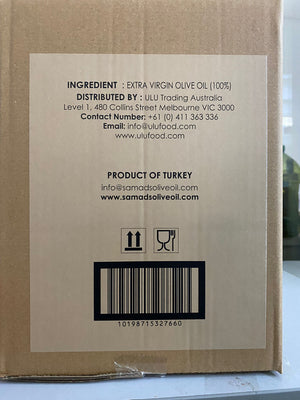 INGREDIENT : EXTRA VIRGIN OLIVE OIL (100%)
DISTRIBUTED BY : ULU Trading Australia
Level 1, 480 Collins Street Melbourne VIC 3000
Contact Number: +61 (0) 411 363 336
Email: info@ulufood.com
www.ulufood.com
PRODUCT OF TURKEY
info@samadsoliveoil.com
www.samadsoliveoil.com
10198715327660